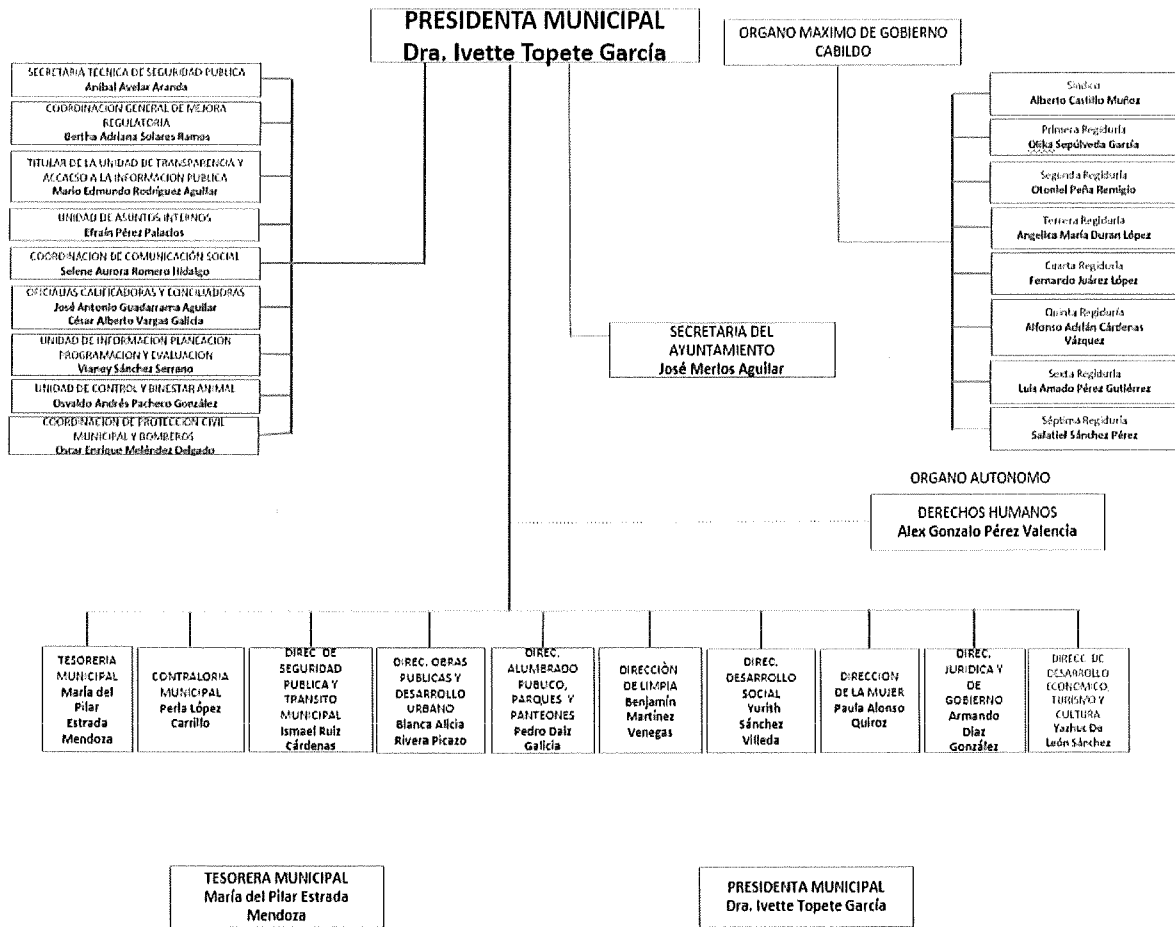 PRESIDENTA MUNICIPAL
Dra. Ivette Topete García
ORGANO MAXIMO DE GOBIERNO
CABILDO
SECRETARIA TECNICA DE SEGURIDAD PUBLICA
Anibal Avelar Aranda
COORDINACION GENERAL DE MEJORA
REGULATORIA
Bertha Adriana Solares Ramos
TITULAR DE LA UNIDAD DE TRANSPARENCIA Y
ACCAESO A LA INFORMACION PUBLICA
Mario Edmundo Rodríguez Aguilar
UNIDAD DE ASUNTOS INTERNOS
Efraín Pérez Palacios
COORDINACION DE COMUNICACIÓN SOCIAL
Selene Aurora Romero Hidalgo
OFICIALIAS CALIFICADORAS Y CONCILIADORAS
José Antonio Guadarrama Aguilar
César Alberto Vargas Galicia
UNIDAD DE INFORMACION PLANEACION
PROGRAMACION Y EVALUACION
Vianey Sánchez Serrano
UNIDAD DE CONTROL Y BINESTAR ANIMAL
Osvaldo Andrés Pacheco González
COORDINACION DE PROTECCION CIVIL
MUNICIPAL Y BOMBEROS
Oscar Enrique Meléndez Delgado
Síndico
Alberto Castillo Muñoz
Primera Regiduría
Olika Sepúlveda García
Segunda Regiduría
Otoniel Peña Remigio
Tercera Regiduría
Angelica María Duran López
Cuarta Regiduría
Fernando Juárez López
Quinta Regiduría
Alfonso Adrián Cárdenas
Vázquez
Sexta Regiduría
Luis Amado Pérez Gutiérrez
Séptima Regiduría
Salatiel Sánchez Pérez
SECRETARIA DEL
AYUNTAMIENTO
José Merlos Aguilar
ORGANO AUTONOMO
DERECHOS HUMANOS
Alex Gonzalo Pérez Valencia
TESORERIA
MUNICIPAL
María del
Pilar
Estrada
Mendoza
CONTRALORIA
MUNICIPAL
Perla López
Carrillo
DIREC. DE
SEGURIDAD
PUBLICA Y
TRANSITO
MUNICIPAL
Ismael Ruiz
Cárdenas
DIREC. OBRAS
PUBLICAS Y
DESARROLLO
URBANO
Blanca Alicia
Rivera Picazo
DIREC.
ALUMBRADO
PUBLICO,
PARQUES Y
PANTEONES
Pedro Daiz
Galicia
DIRECCIÒN
DE LIMPIA
Benjamín
Martínez
Venegas
DIREC.
DESARROLLO
SOCIAL
Yurith
Sánchez
Villeda
DIRECCION
DE LA MUJER
Paula Alonso
Quiroz
DIREC.
JURIDICA Y
DE
GOBIERNO
Armando
Díaz
González
DIRECC. DE
DESARROLLO
ECONOMICO,
TURISMO Y
CULTURA
Yazhuc De
León Sánchez
TESORERA MUNICIPAL
María del Pilar Estrada
Mendoza
PRESIDENTA MUNICIPAL
Dra. Ivette Topete García